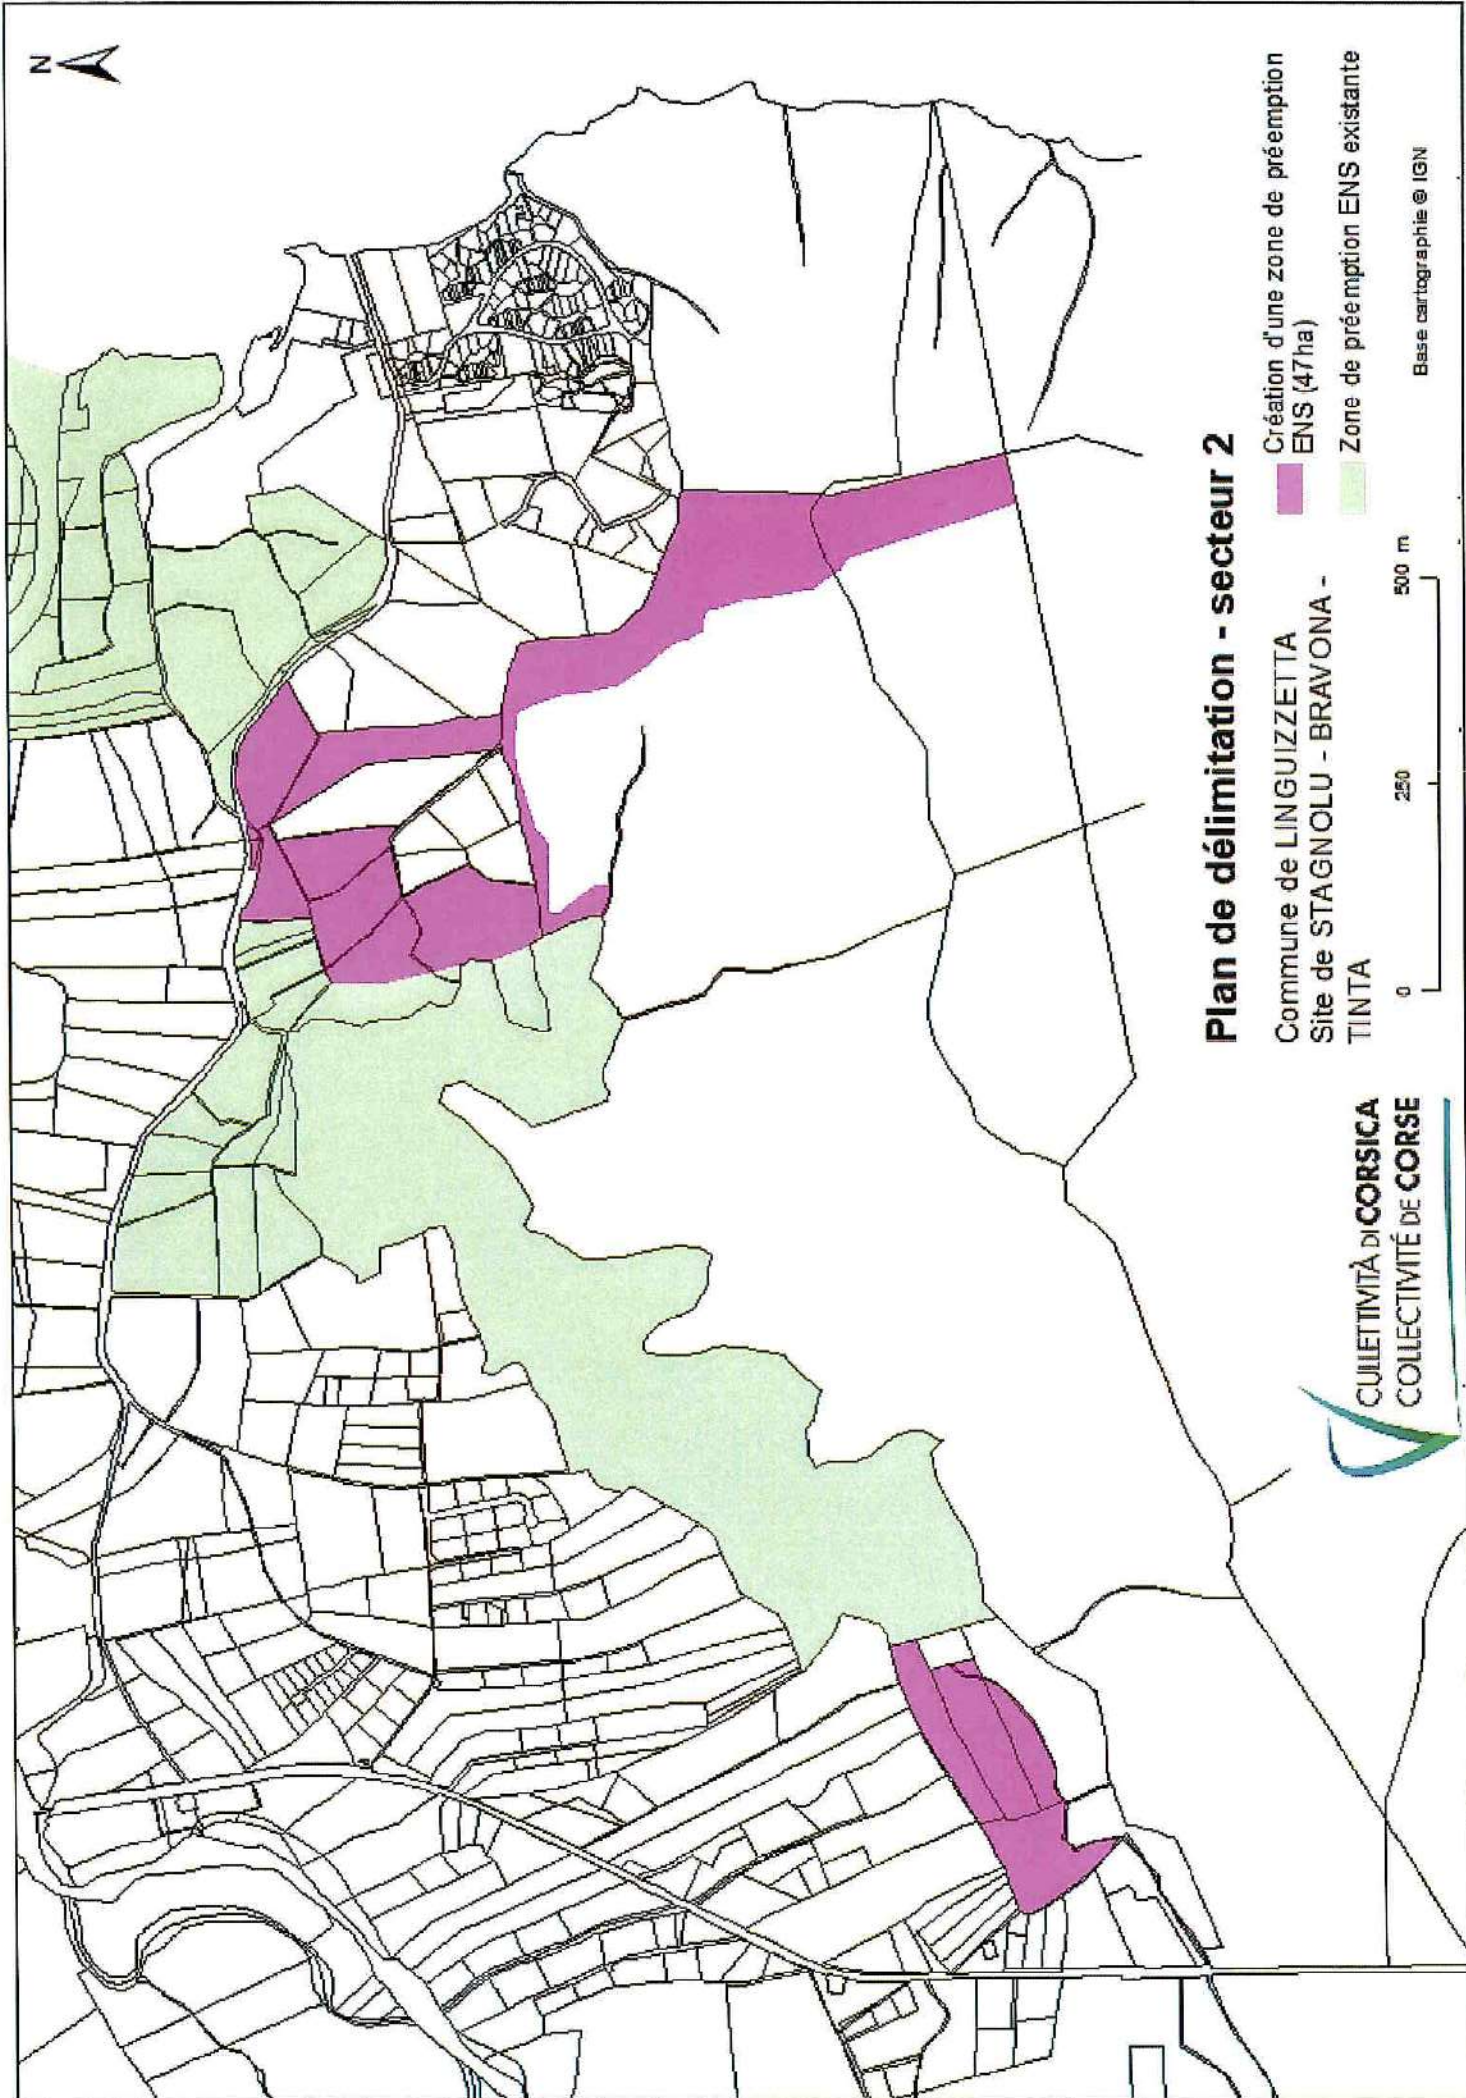 N
Plan de délimitation - secteur 2
Commune de LINGUIZZETTA
Site de STAGNOLU - BRAVONA -
TINTA
Création d'une zone de préemption
ENS (47ha)
Zone de préemption ENS existante
0 250 500 m
Base cartographie © IGN
CULLETTIVITÀ DI CORSICA
COLLECTIVITÉ DE CORSE